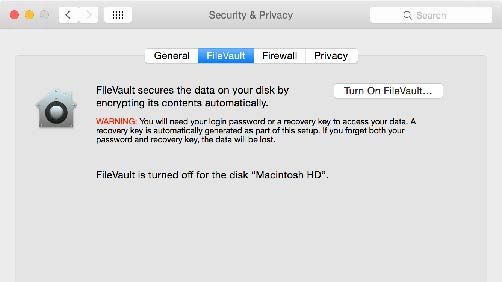 Security & Privacy
Search
General FileVault Firewall Privacy
FileVault secures the data on your disk by
encrypting its contents automatically.
Turn On FileVault...
WARNING: You will need your login password or a recovery key to access your data. A
recovery key is automatically generated as part of this setup. If you forget both your
password and recovery key, the data will be lost.
FileVault is turned off for the disk “Macintosh HD”.